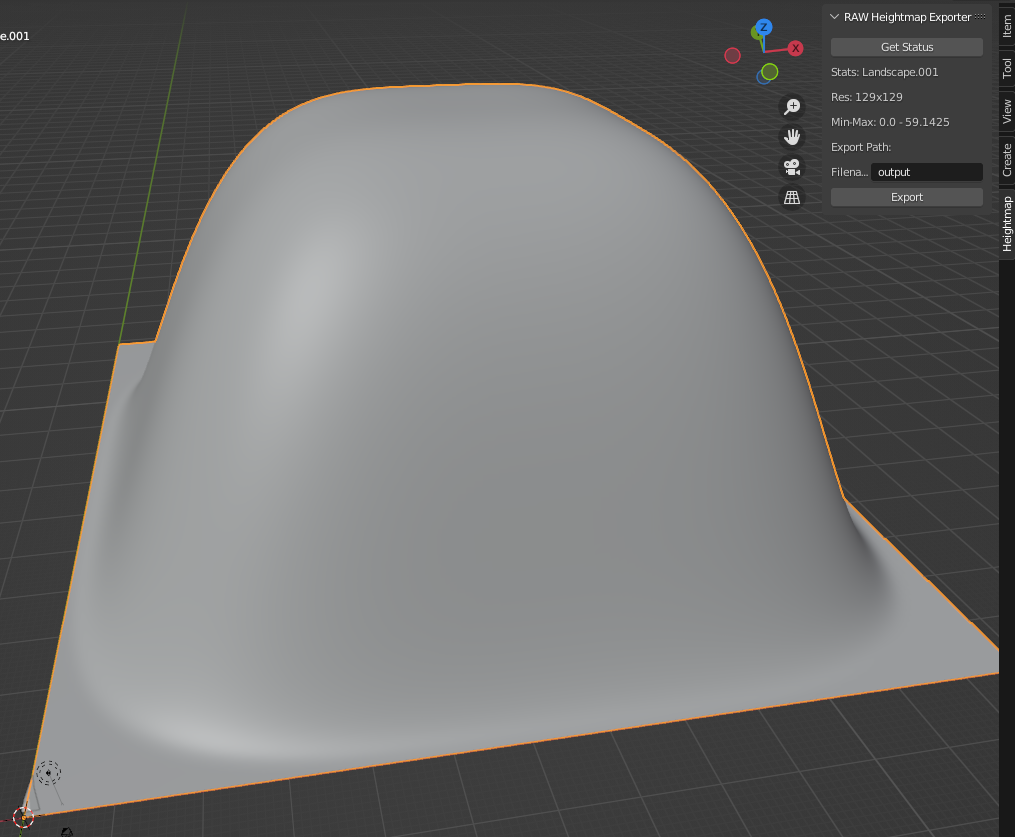 e.001
Z
X
RAW Heightmap Exporter
Get Status
Stats: Landscape.001
Res: 129x129
Min-Max: 0.0 - 59.1425
Export Path:
Filena... output
Export
Item
Tool
View
Create
Heightmap